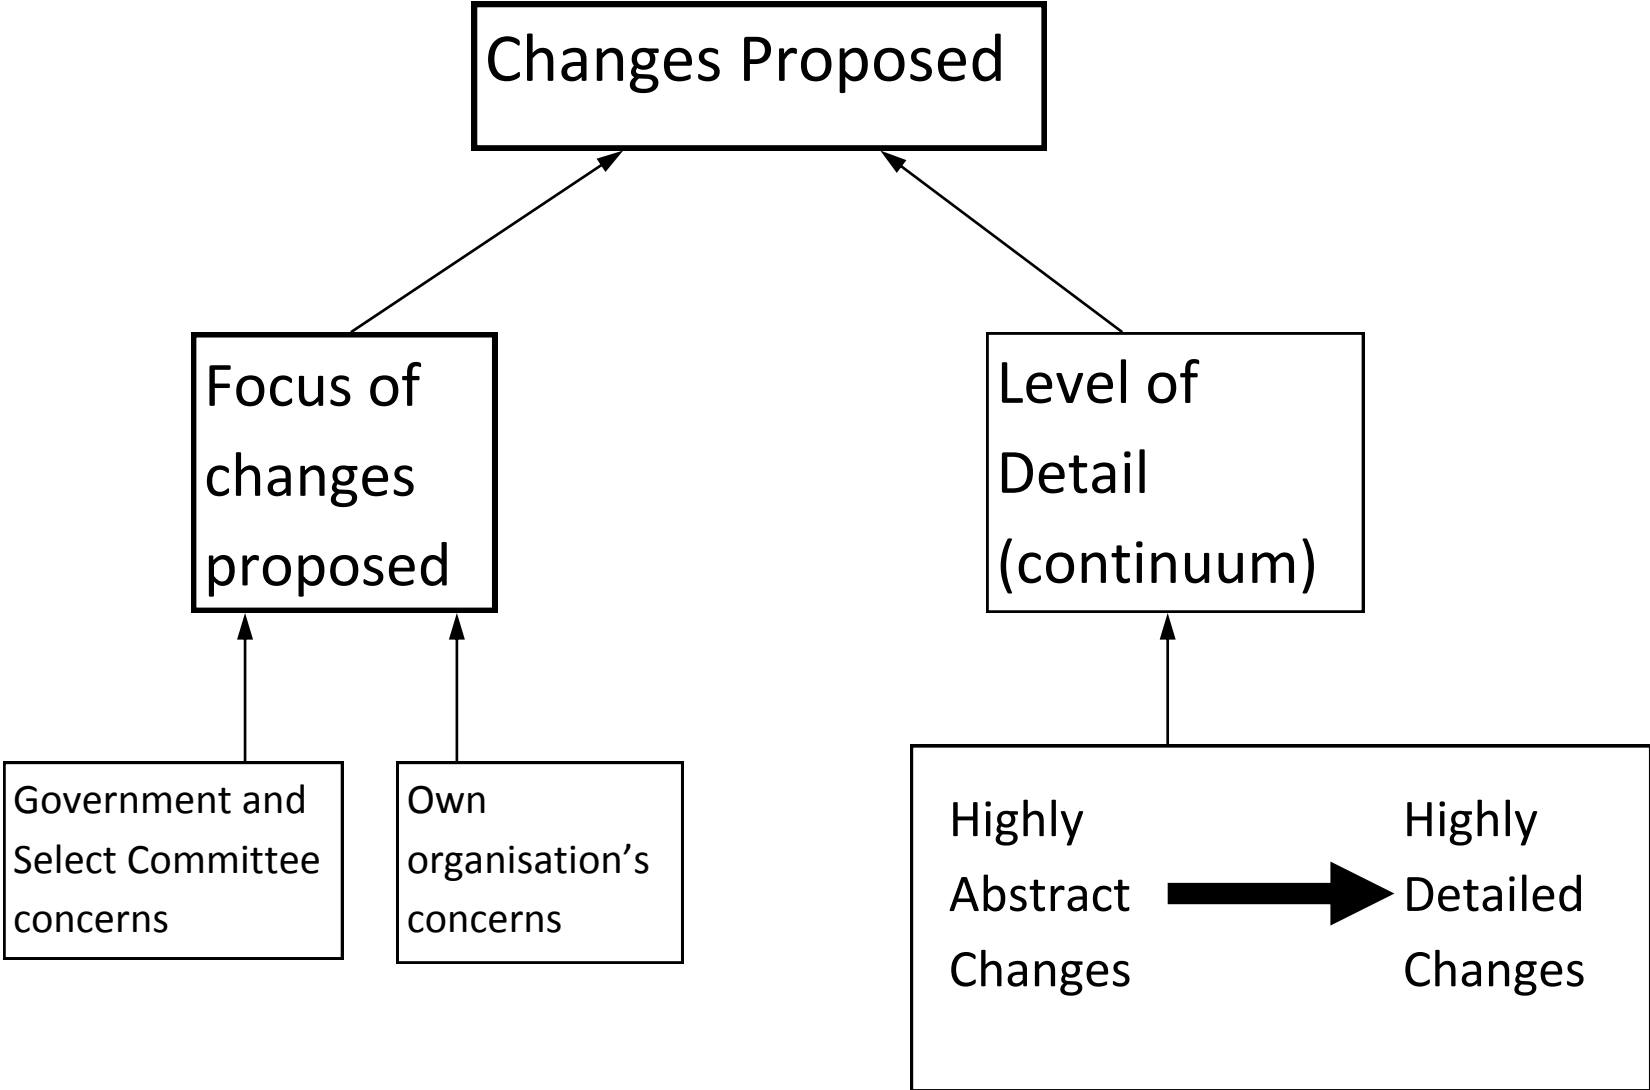 Changes Proposed
Focus of
changes
proposed
Level of
Detail
(continuum)
Government and
Select Committee
concerns
Own
organisation’s
concerns
Highly
Abstract
Changes
Highly
Detailed
Changes